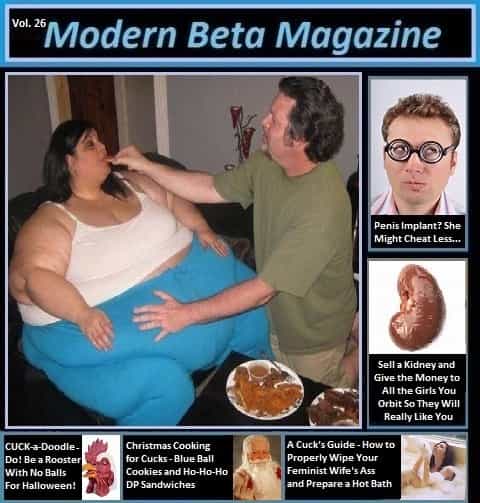 Vol. 26
Modern Beta Magazine
Penis Implant? She
Might Cheat Less...
Sell a Kidney and
Give the Money to
All the Girls You
Orbit So They Will
Really Like You
CUCK-a-Doodle-
Do! Be a Rooster
With No Balls
For Halloween!
Christmas Cooking
for Cucks - Blue Ball
Cookies and Ho-Ho-Ho
DP Sandwiches
A Cuck's Guide - How to
Properly Wipe Your
Feminist Wife's Ass
and Prepare a Hot Bath